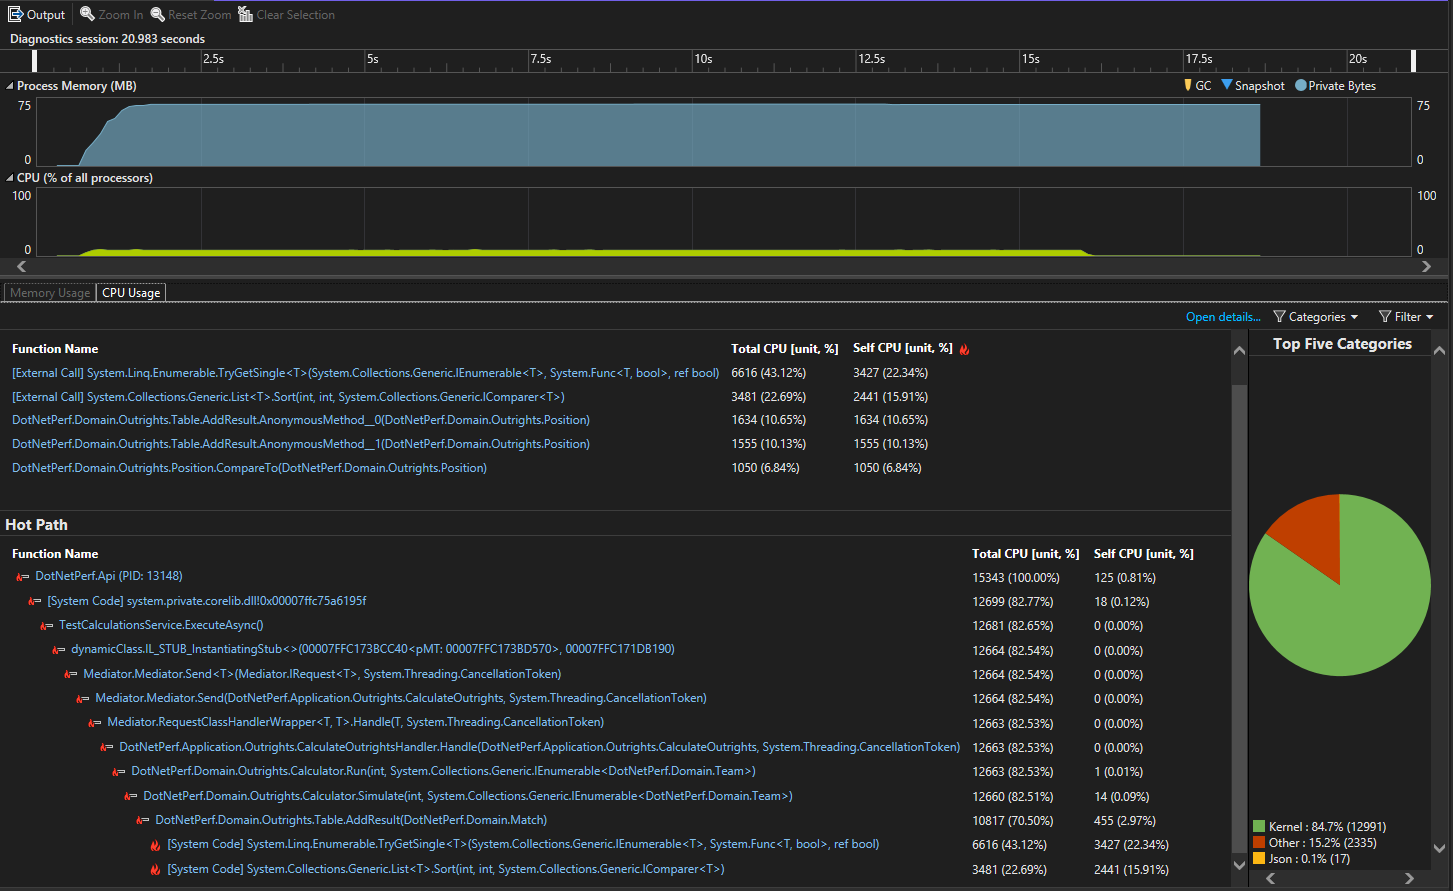 Output Zoom In Reset Zoom Clear Selection
Diagnostics session: 20.983 seconds
2.5s 5s 7.5s 10s 12.5s 15s 17.5s 20s
Process Memory (MB) GC Snapshot Private Bytes
75 75
0 0
CPU (% of all processors)
100 100
0 0
Memory Usage CPU Usage
Open details... Categories Filter
Function Name Total CPU [unit, %] Self CPU [unit, %]
[External Call] System.Linq.Enumerable.TryGetSingle<T>(System.Collections.Generic.IEnumerable<T>, System.Func<T, bool>, ref bool) 6616 (43.12%) 3427 (22.34%)
[External Call] System.Collections.Generic.List<T>.Sort(int, int, System.Collections.Generic.IComparer<T>) 3481 (22.69%) 2441 (15.91%)
DotNetPerf.Domain.Outrights.Table.AddResult.AnonymousMethod__0(DotNetPerf.Domain.Outrights.Position) 1634 (10.65%) 1634 (10.65%)
DotNetPerf.Domain.Outrights.Table.AddResult.AnonymousMethod__1(DotNetPerf.Domain.Outrights.Position) 1555 (10.13%) 1555 (10.13%)
DotNetPerf.Domain.Outrights.Position.CompareTo(DotNetPerf.Domain.Outrights.Position) 1050 (6.84%) 1050 (6.84%)
Hot Path
Function Name Total CPU [unit, %] Self CPU [unit, %]
DotNetPerf.Api (PID: 13148) 15343 (100.00%) 125 (0.81%)
[System Code] system.private.corelib.dll!0x00007ffc75a6195f 12699 (82.77%) 18 (0.12%)
TestCalculationsService.ExecuteAsync() 12681 (82.65%) 0 (0.00%)
dynamicClass.IL_STUB_InstantiatingStub<>(00007FFC173BCC40<pMT: 00007FFC173BD570>, 00007FFC171DB190) 12664 (82.54%) 0 (0.00%)
Mediator.Mediator.Send<T>(Mediator.IRequest<T>, System.Threading.CancellationToken) 12664 (82.54%) 0 (0.00%)
Mediator.Mediator.Send(DotNetPerf.Application.Outrights.CalculateOutrights, System.Threading.CancellationToken) 12664 (82.54%) 0 (0.00%)
Mediator.RequestClassHandlerWrapper<T, T>.Handle(T, System.Threading.CancellationToken) 12663 (82.53%) 0 (0.00%)
DotNetPerf.Application.Outrights.CalculateOutrightsHandler.Handle(DotNetPerf.Application.Outrights.CalculateOutrights, System.Threading.CancellationToken) 12663 (82.53%) 0 (0.00%)
DotNetPerf.Domain.Outrights.Calculator.Run(int, System.Collections.Generic.IEnumerable<DotNetPerf.Domain.Team>) 12663 (82.53%) 1 (0.01%)
DotNetPerf.Domain.Outrights.Calculator.Simulate(int, System.Collections.Generic.IEnumerable<DotNetPerf.Domain.Team>) 12660 (82.51%) 14 (0.09%)
DotNetPerf.Domain.Outrights.Table.AddResult(DotNetPerf.Domain.Match) 10817 (70.50%) 455 (2.97%)
[System Code] System.Linq.Enumerable.TryGetSingle<T>(System.Collections.Generic.IEnumerable<T>, System.Func<T, bool>, ref bool) 6616 (43.12%) 3427 (22.34%)
[System Code] System.Collections.Generic.List<T>.Sort(int, int, System.Collections.Generic.IComparer<T>) 3481 (22.69%) 2441 (15.91%)
Top Five Categories
Kernel : 84.7% (12991)
Other : 15.2% (2335)
Json : 0.1% (17)